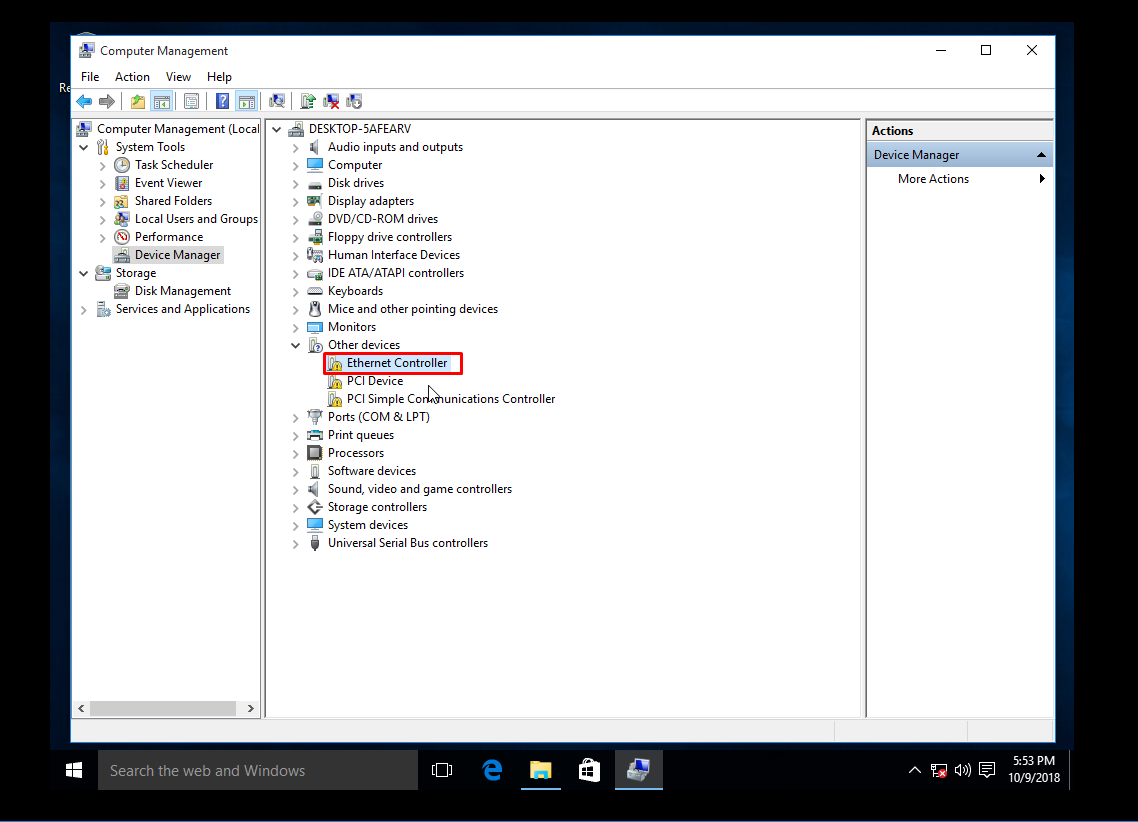 Computer Management
File Action View Help
Computer Management (Local
System Tools
Task Scheduler
Event Viewer
Shared Folders
Local Users and Groups
Performance
Device Manager
Storage
Disk Management
Services and Applications
DESKTOP-5AFEARV
Audio inputs and outputs
Computer
Disk drives
Display adapters
DVD/CD-ROM drives
Floppy drive controllers
Human Interface Devices
IDE ATA/ATAPI controllers
Keyboards
Mice and other pointing devices
Monitors
Other devices
Ethernet Controller
PCI Device
PCI Simple Communications Controller
Ports (COM & LPT)
Print queues
Processors
Software devices
Sound, video and game controllers
Storage controllers
System devices
Universal Serial Bus controllers
Actions
Device Manager
More Actions
Re
Search the web and Windows
5:53 PM
10/9/2018